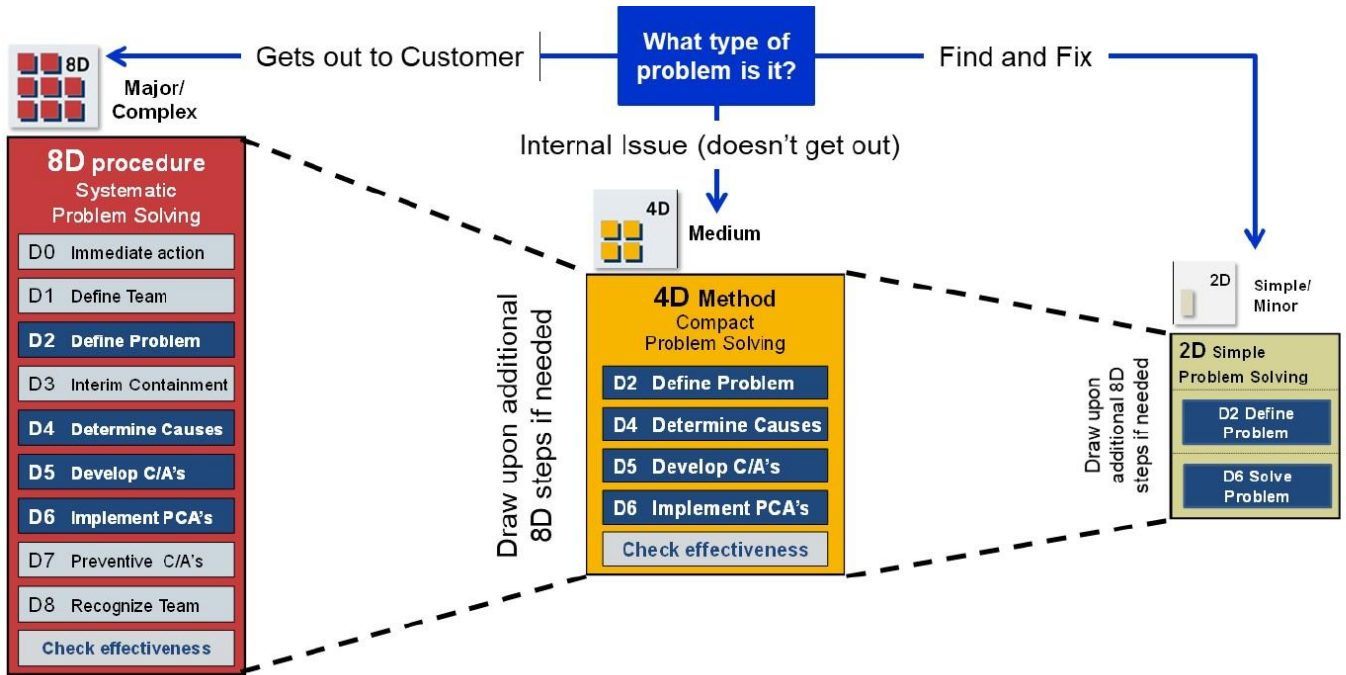 What type of
problem is it?
Gets out to Customer
Find and Fix
Internal Issue (doesn't get out)
8D
Major/
Complex
8D procedure
Systematic
Problem Solving
D0 Immediate action
D1 Define Team
D2 Define Problem
D3 Interim Containment
D4 Determine Causes
D5 Develop C/A's
D6 Implement PCA's
D7 Preventive C/A's
D8 Recognize Team
Check effectiveness
Draw upon additional
8D steps if needed
4D
Medium
4D Method
Compact
Problem Solving
D2 Define Problem
D4 Determine Causes
D5 Develop C/A's
D6 Implement PCA's
Check effectiveness
Draw upon
additional 8D
steps if needed
2D
Simple/
Minor
2D Simple
Problem Solving
D2 Define
Problem
D6 Solve
Problem